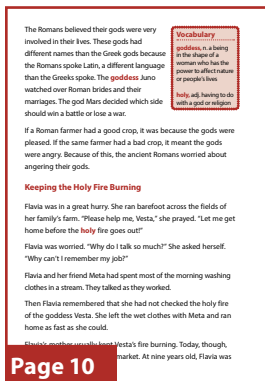 The Romans believed their gods were very
involved in their lives. These gods had
different names than the Greek gods because
the Romans spoke Latin, a different language
than the Greeks spoke. The goddess Juno
watched over Roman brides and their
marriages. The god Mars decided which side
should win a battle or lose a war.
Vocabulary
goddess, n. a being
in the shape of a
woman who has the
power to affect nature
or people's lives
holy, adj. having to do
with a god or religion
If a Roman farmer had a good crop, it was because the gods were
pleased. If the same farmer had a bad crop, it meant the gods
were angry. Because of this, the ancient Romans worried about
angering their gods.
Keeping the Holy Fire Burning
Flavia was in a great hurry. She ran barefoot across the fields of
her family's farm. "Please help me, Vesta," she prayed. "Let me get
home before the holy fire goes out!"
Flavia was worried. "Why do I talk so much?" She asked herself.
"Why can't I remember my job?"
Flavia and her friend Meta had spent most of the morning washing
clothes in a stream. They talked as they worked.
Then Flavia remembered that she had not checked the holy fire
of the goddess Vesta. She left the wet clothes with Meta and ran
home as fast as she could.
Flavia's mother usually kept Vesta's fire burning. Today, though,
market. At nine years old, Flavia was
Page 10